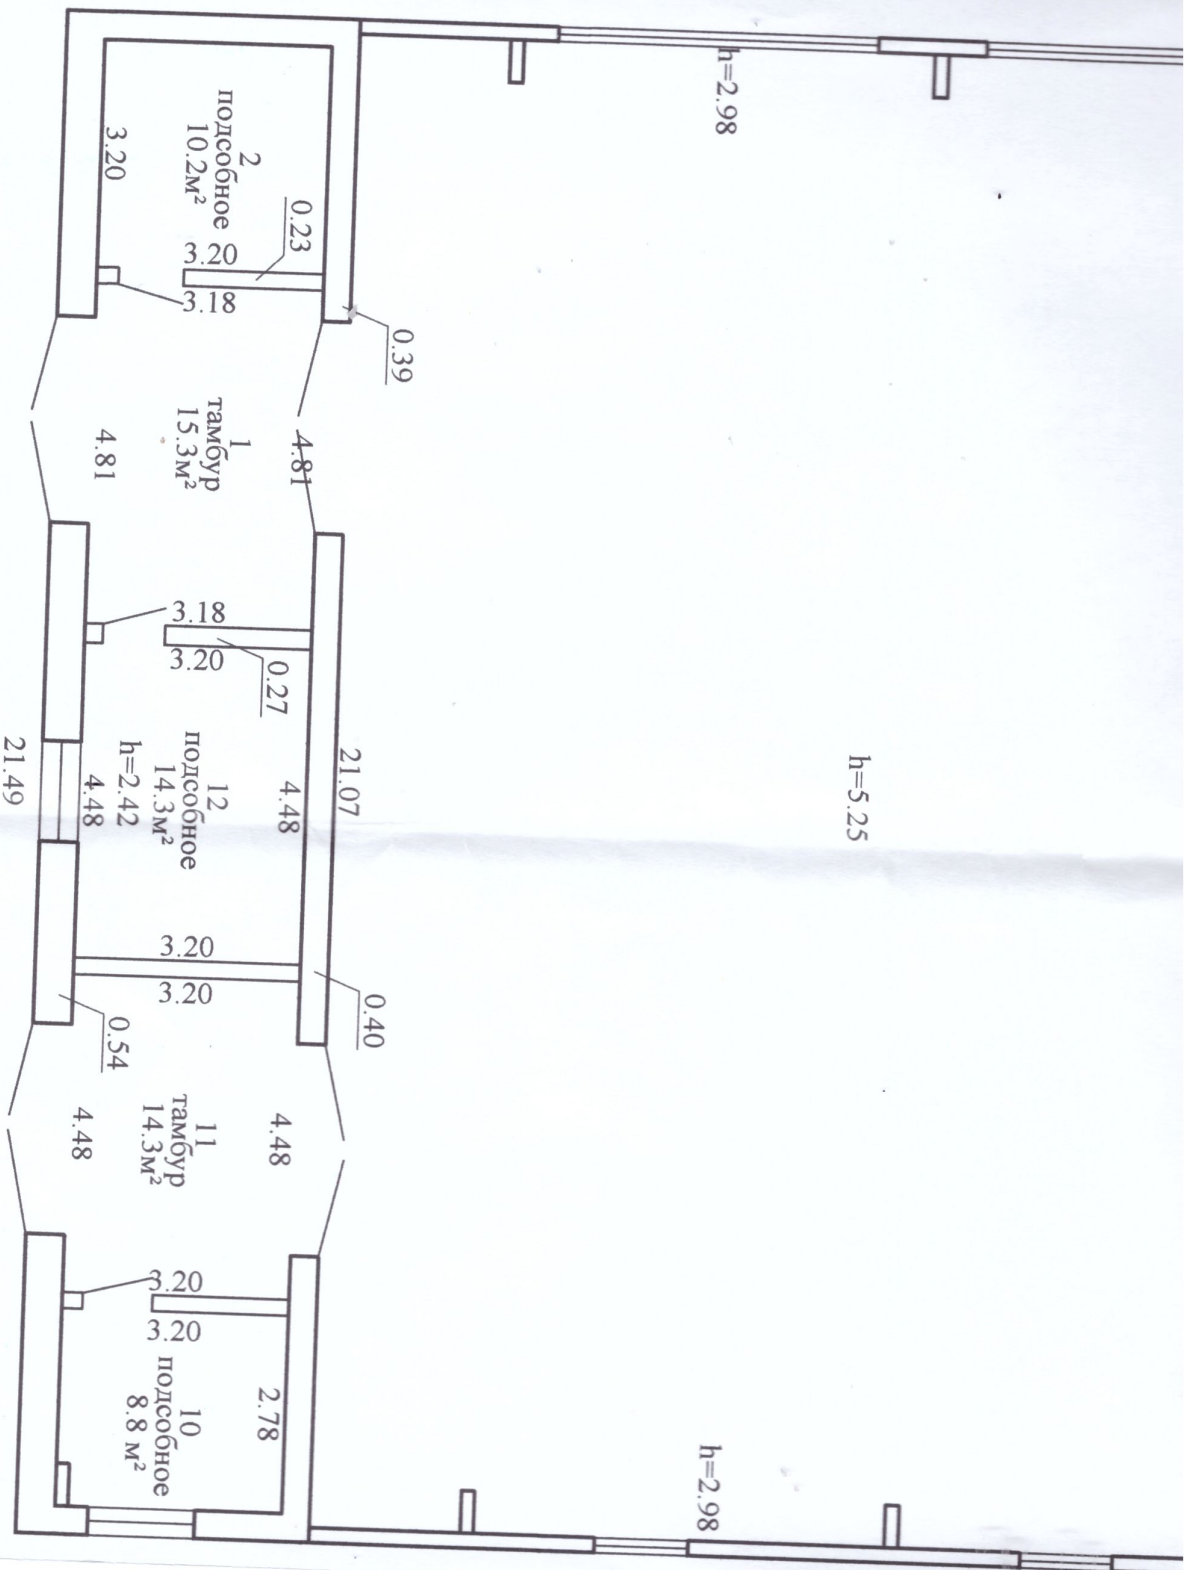 h=2.98
2
подсобное
10.2м²
3.20
0.23
3.20
3.18
0.39
1
тамбур
15.3м²
4.81
4.81
3.18
3.20
0.27
21.07
12
подсобное
14.3м²
h=2.42
4.48
4.48
21.49
h=5.25
3.20
3.20
0.40
0.54
11
тамбур
14.3м²
4.48
4.48
3.20
3.20
10
подсобное
8.8 м²
2.78
h=2.98